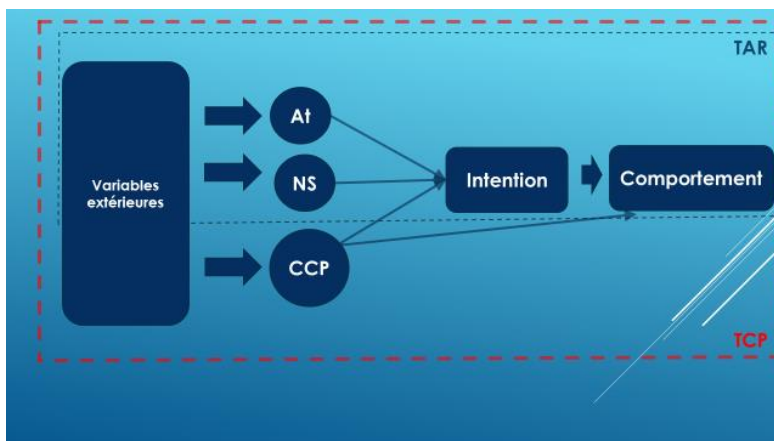 TAR
Variables
extérieures
At
NS
CCP
Intention
Comportement
TCP